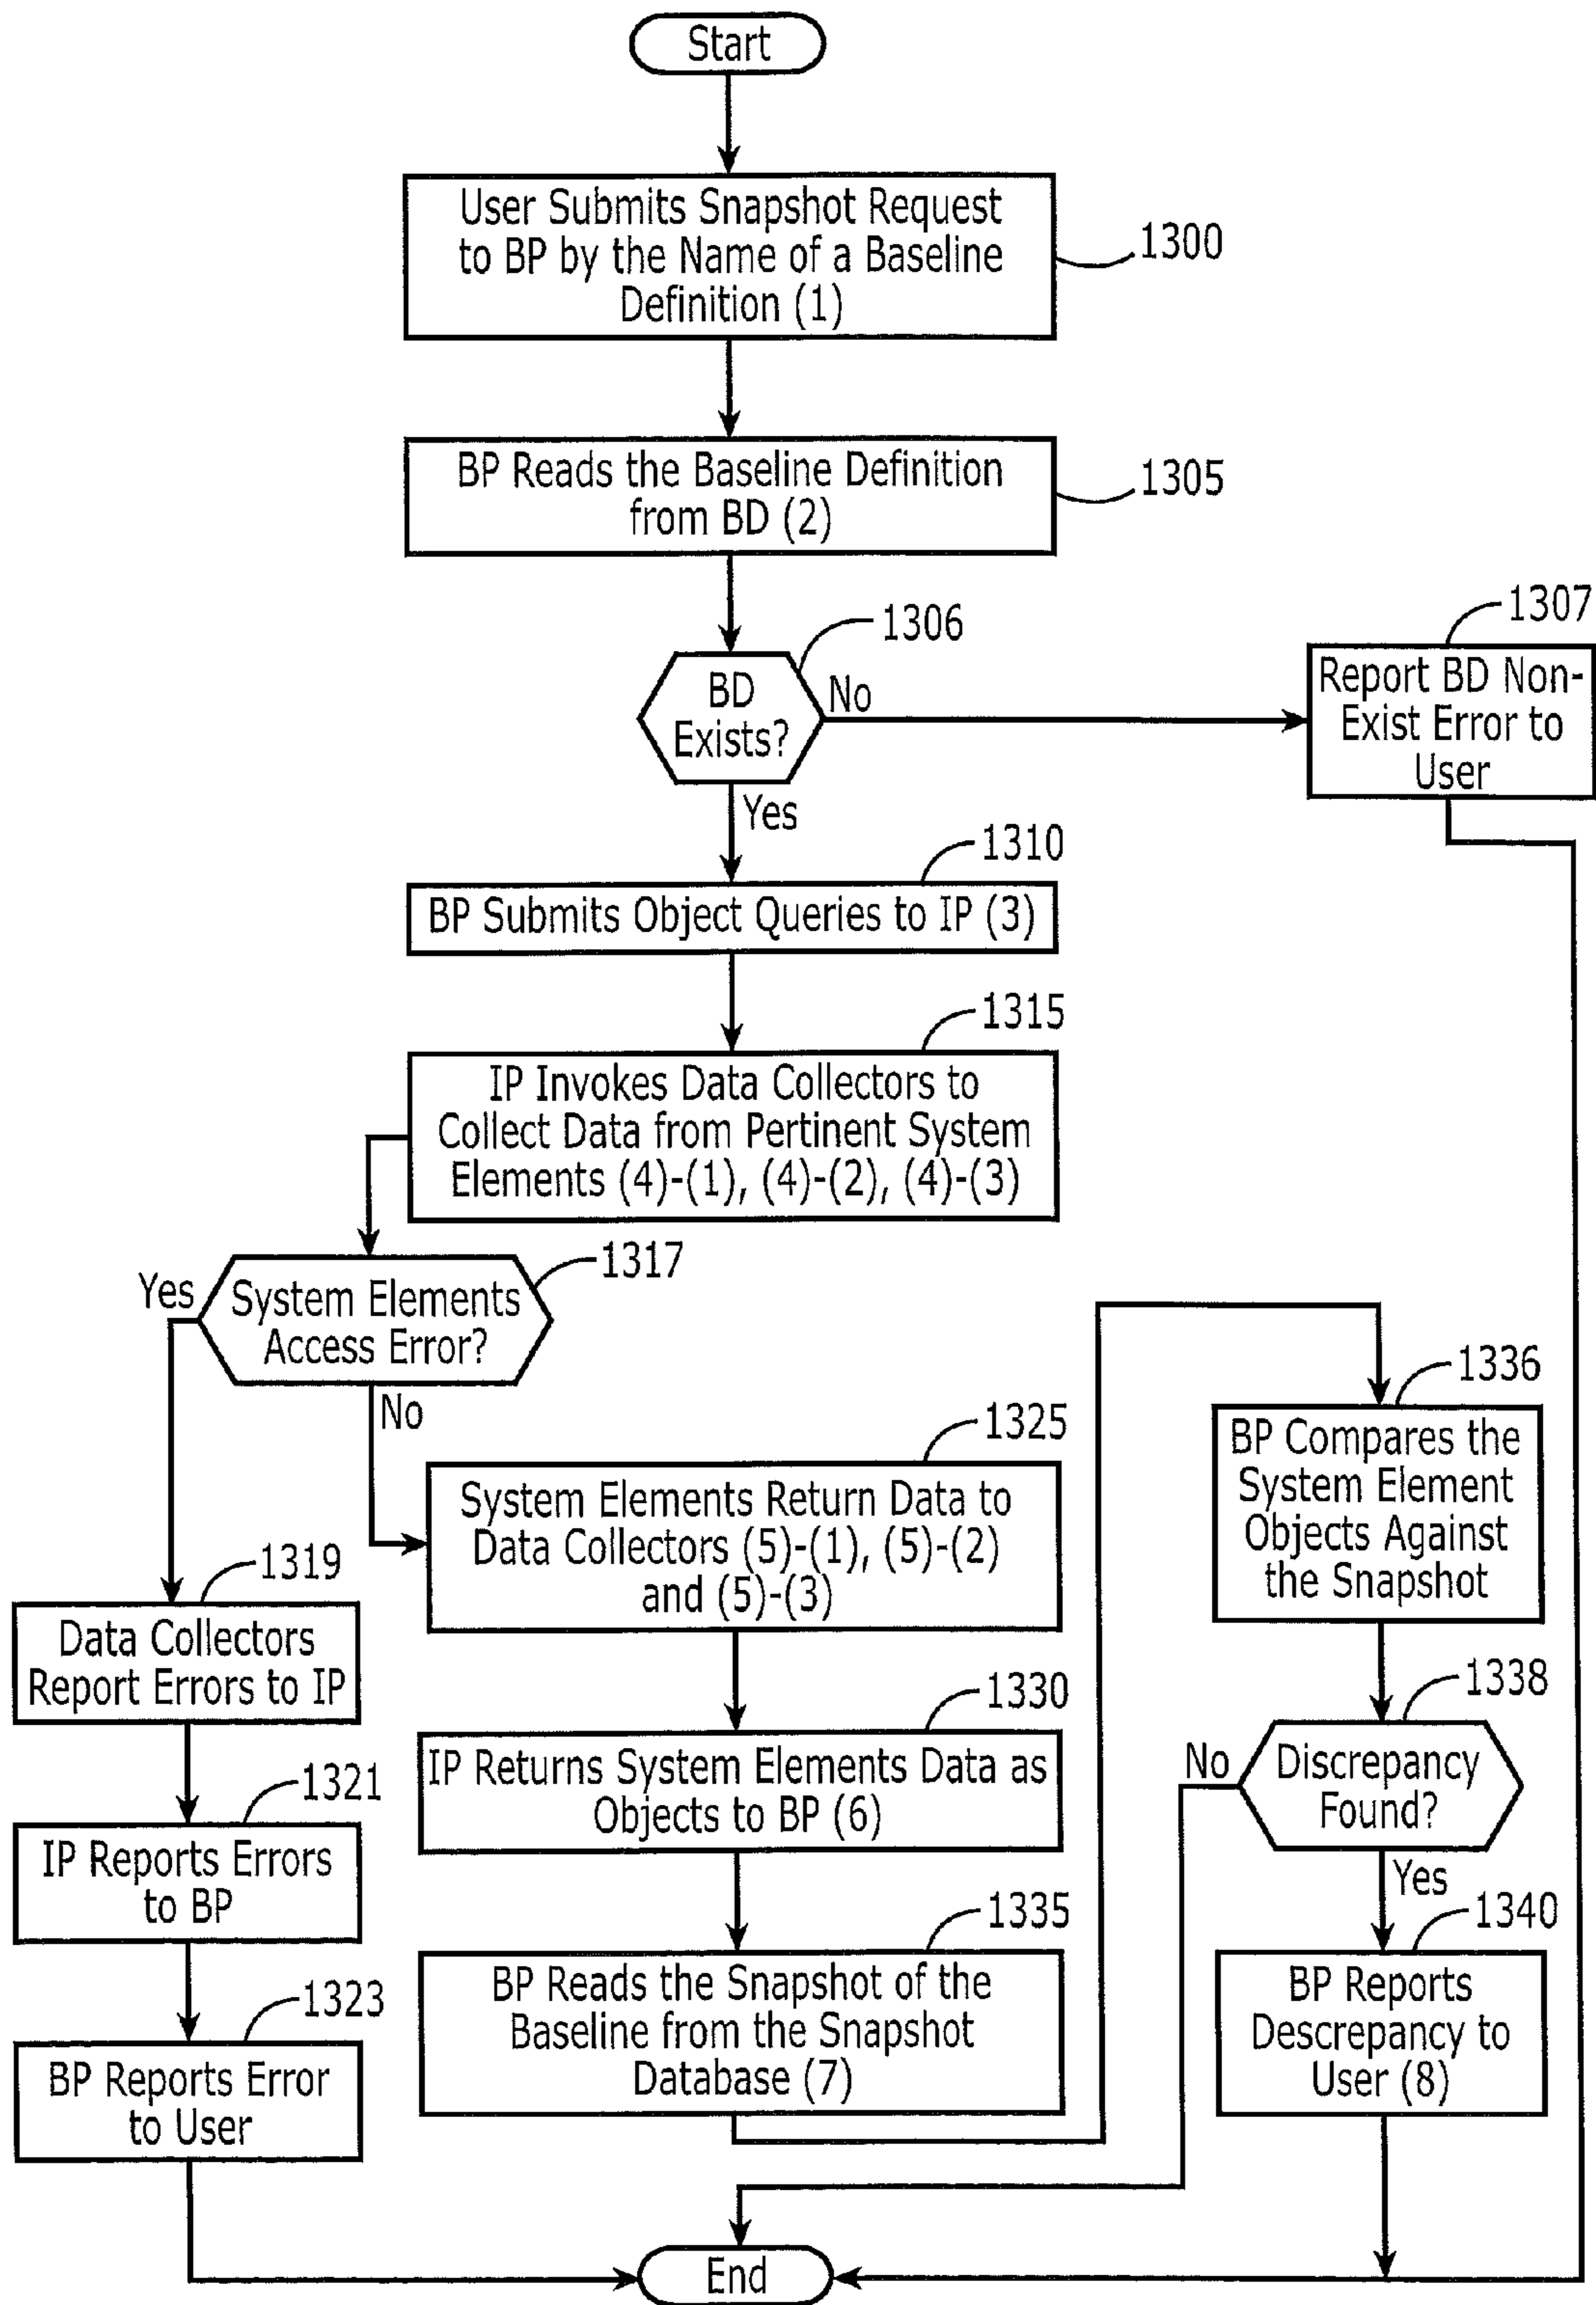 Start
User Submits Snapshot Request
to BP by the Name of a Baseline
Definition (1)
1300
BP Reads the Baseline Definition
from BD (2)
1305
1306
BD
Exists?
No
1307
Report BD Non-
Exist Error to
User
Yes
1310
BP Submits Object Queries to IP (3)
1315
IP Invokes Data Collectors to
Collect Data from Pertinent System
Elements (4)-(1), (4)-(2), (4)-(3)
1317
Yes
System Elements
Access Error?
No
1319
Data Collectors
Report Errors to IP
1321
IP Reports Errors
to BP
1323
BP Reports Error
to User
1325
System Elements Return Data to
Data Collectors (5)-(1), (5)-(2)
and (5)-(3)
1330
IP Returns System Elements Data as
Objects to BP (6)
1335
BP Reads the Snapshot of the
Baseline from the Snapshot
Database (7)
1336
BP Compares the
System Element
Objects Against
the Snapshot
1338
No
Discrepancy
Found?
Yes
1340
BP Reports
Descrepancy to
User (8)
End